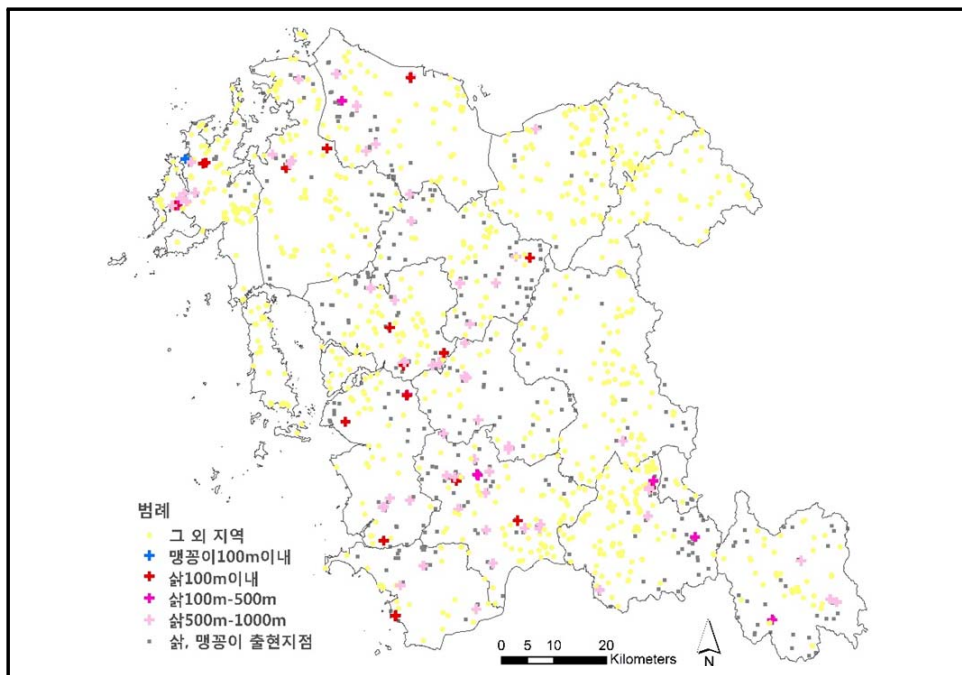 범례
그 외 지역
맹꽁이100m이내
삵100m이내
삵100m-500m
삵500m-1000m
삵, 맹꽁이 출현지점
0 5 10 20
Kilometers
N